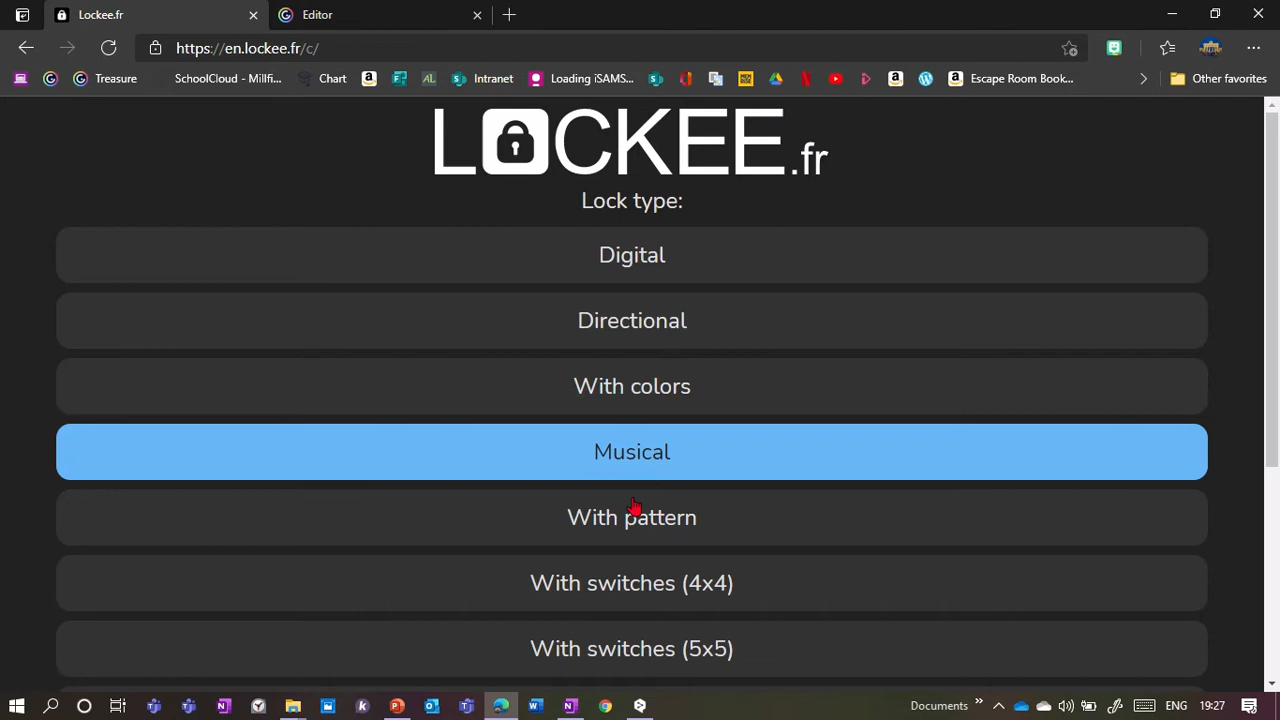 Lockee.fr
Editor
https://en.lockee.fr/c/
Treasure
SchoolCloud - Millfi...
Chart
Intranet
Loading iSAMS...
Escape Room Book...
Other favorites
LOCKEE.fr
Lock type:
Digital
Directional
With colors
Musical
With pattern
With switches (4x4)
With switches (5x5)
Documents
ENG
19:27